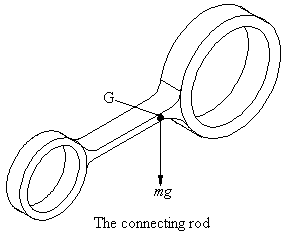 G
mg
The connecting rod